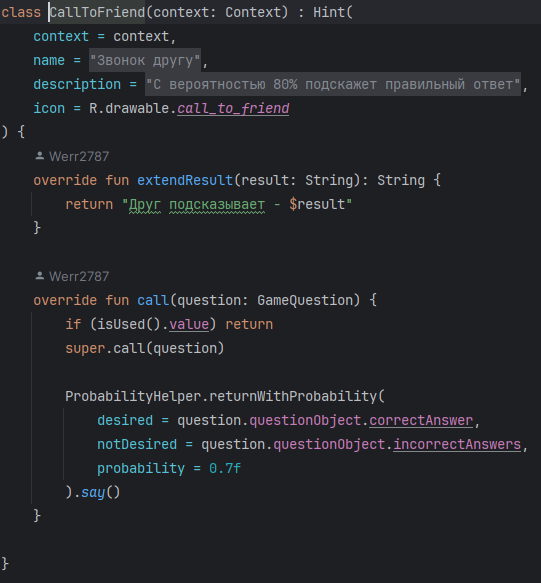 class CallToFriend(context: Context) : Hint(
    context = context,
    name = "Звонок другу",
    description = "С вероятностью 80% подскажет правильный ответ",
    icon = R.drawable.call_to_friend
) {
    Werr2787
    override fun extendResult(result: String): String {
        return "Друг подсказывает - $result"
    }
    Werr2787
    override fun call(question: GameQuestion) {
        if (isUsed().value) return
        super.call(question)
        ProbabilityHelper.returnWithProbability(
            desired = question.questionObject.correctAnswer,
            notDesired = question.questionObject.incorrectAnswers,
            probability = 0.7f
        ).say()
    }
}